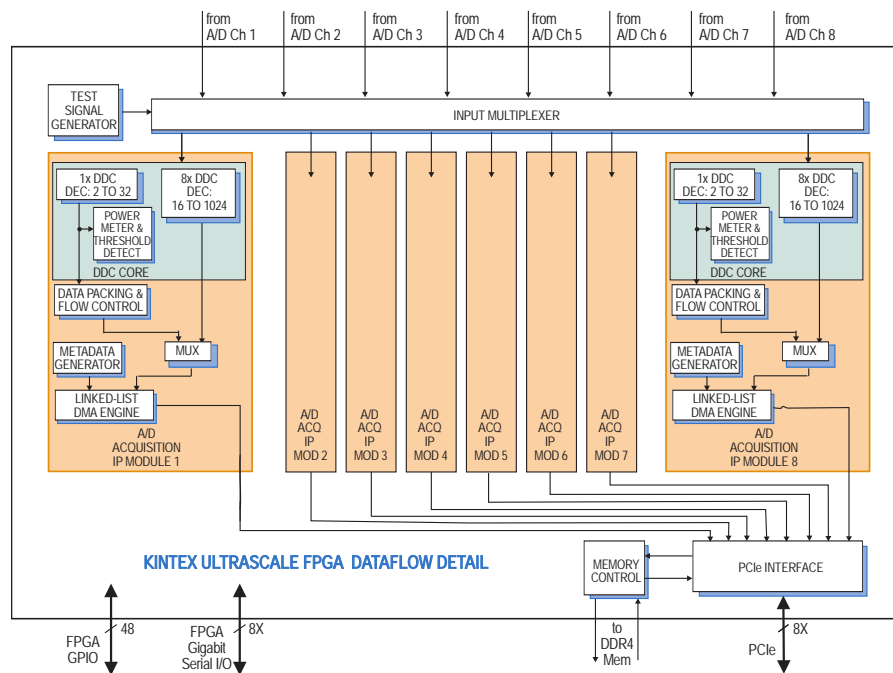 from
A/D Ch 1
from
A/D Ch 2
from
A/D Ch 3
from
A/D Ch 4
from
A/D Ch 5
from
A/D Ch 6
from
A/D Ch 7
from
A/D Ch 8
TEST
SIGNAL
GENERATOR
INPUT MULTIPLEXER
1x DDC
DEC: 2 TO 32
8x DDC
DEC:
16 TO 1024
POWER
METER &
THRESHOLD
DETECT
DDC CORE
DATA PACKING &
FLOW CONTROL
MUX
METADATA
GENERATOR
LINKED-LIST
DMA ENGINE
A/D
ACQUISITION
IP MODULE 1
A/D
ACQ
IP
MOD 2
A/D
ACQ
IP
MOD 3
A/D
ACQ
IP
MOD 4
A/D
ACQ
IP
MOD 5
A/D
ACQ
IP
MOD 6
A/D
ACQ
IP
MOD 7
1x DDC
DEC: 2 TO 32
8x DDC
DEC:
16 TO 1024
POWER
METER &
THRESHOLD
DETECT
DDC CORE
DATA PACKING &
FLOW CONTROL
MUX
METADATA
GENERATOR
LINKED-LIST
DMA ENGINE
A/D
ACQUISITION
IP MODULE 8
KINTEX ULTRASCALE FPGA DATAFLOW DETAIL
MEMORY
CONTROL
PCIe INTERFACE
48
FPGA
GPIO
8X
FPGA
Gigabit
Serial I/O
to
DDR4
Mem
8X
PCIe